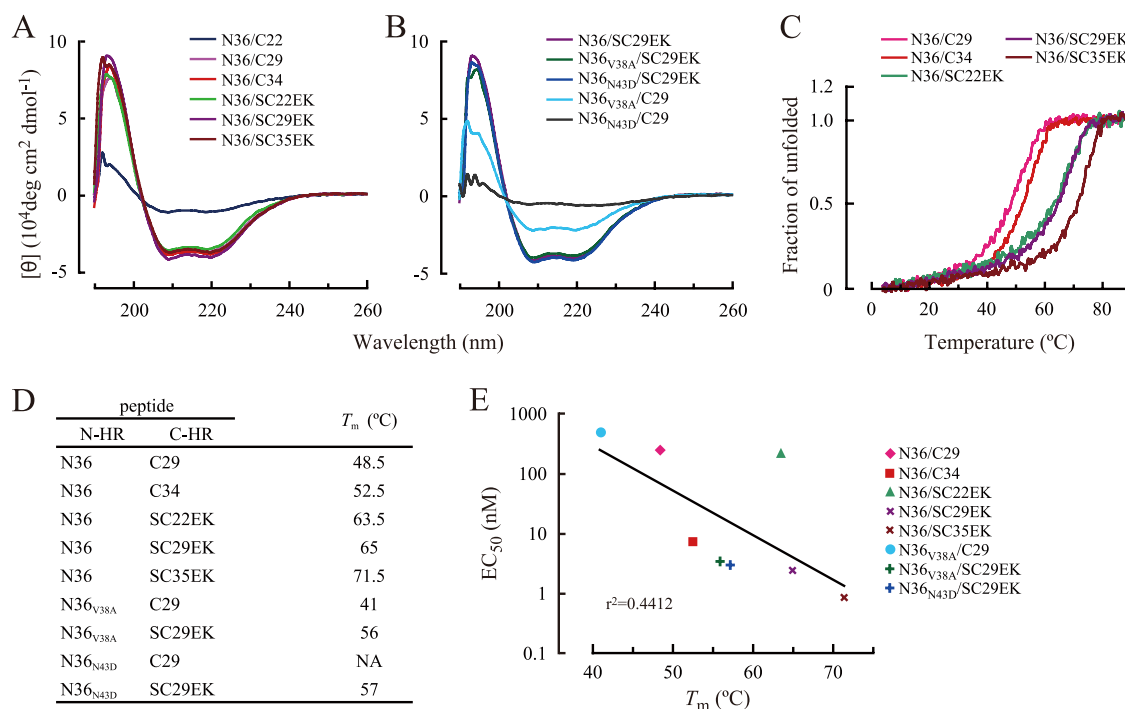 A
10
5
0
-5
[θ] (10⁴deg cm² dmol⁻¹)
N36/C22
N36/C29
N36/C34
N36/SC22EK
N36/SC29EK
N36/SC35EK
200 220 240 260
B
10
5
0
-5
N36/SC29EK
N36V38A/SC29EK
N36N43D/SC29EK
N36V38A/C29
N36N43D/C29
200 220 240 260
Wavelength (nm)
C
N36/C29
N36/C34
N36/SC22EK
N36/SC29EK
N36/SC35EK
Fraction of unfolded
1.2
1.0
0.5
0
0 20 40 60 80
Temperature (ºC)
D
peptide
N-HR C-HR Tm (ºC)
N36 C29 48.5
N36 C34 52.5
N36 SC22EK 63.5
N36 SC29EK 65
N36 SC35EK 71.5
N36V38A C29 41
N36V38A SC29EK 56
N36N43D C29 NA
N36N43D SC29EK 57
E
EC50 (nM)
1000
100
10
1
0.1
r²=0.4412
40 50 60 70
Tm (ºC)
N36/C29
N36/C34
N36/SC22EK
N36/SC29EK
N36/SC35EK
N36V38A/C29
N36V38A/SC29EK
N36N43D/SC29EK